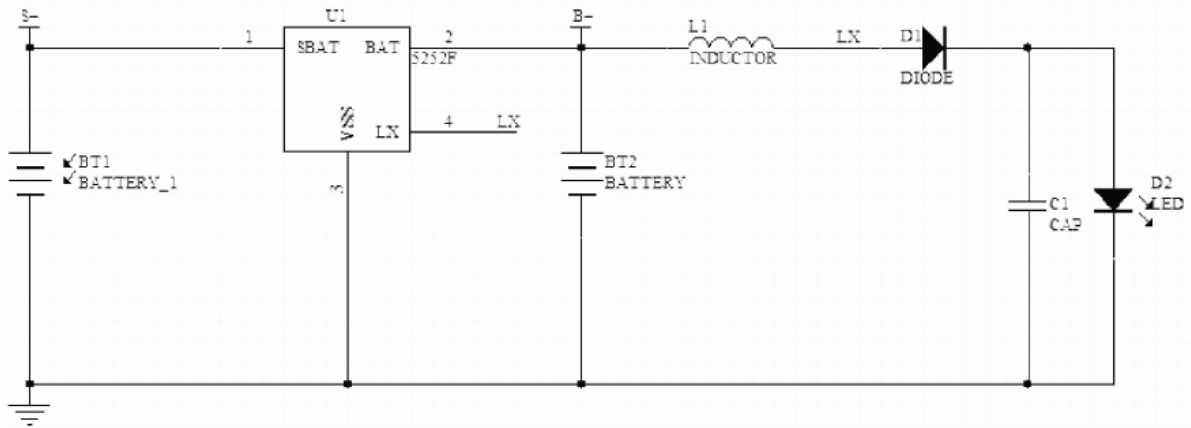 S-
U1
B-
1
SBAT
BAT
2
5252F
VSS
LX
4
LX
3
L1
INDUCTOR
LX
D1
DIODE
BT1
BATTERY_1
BT2
BATTERY
C1
CAP
D2
LED